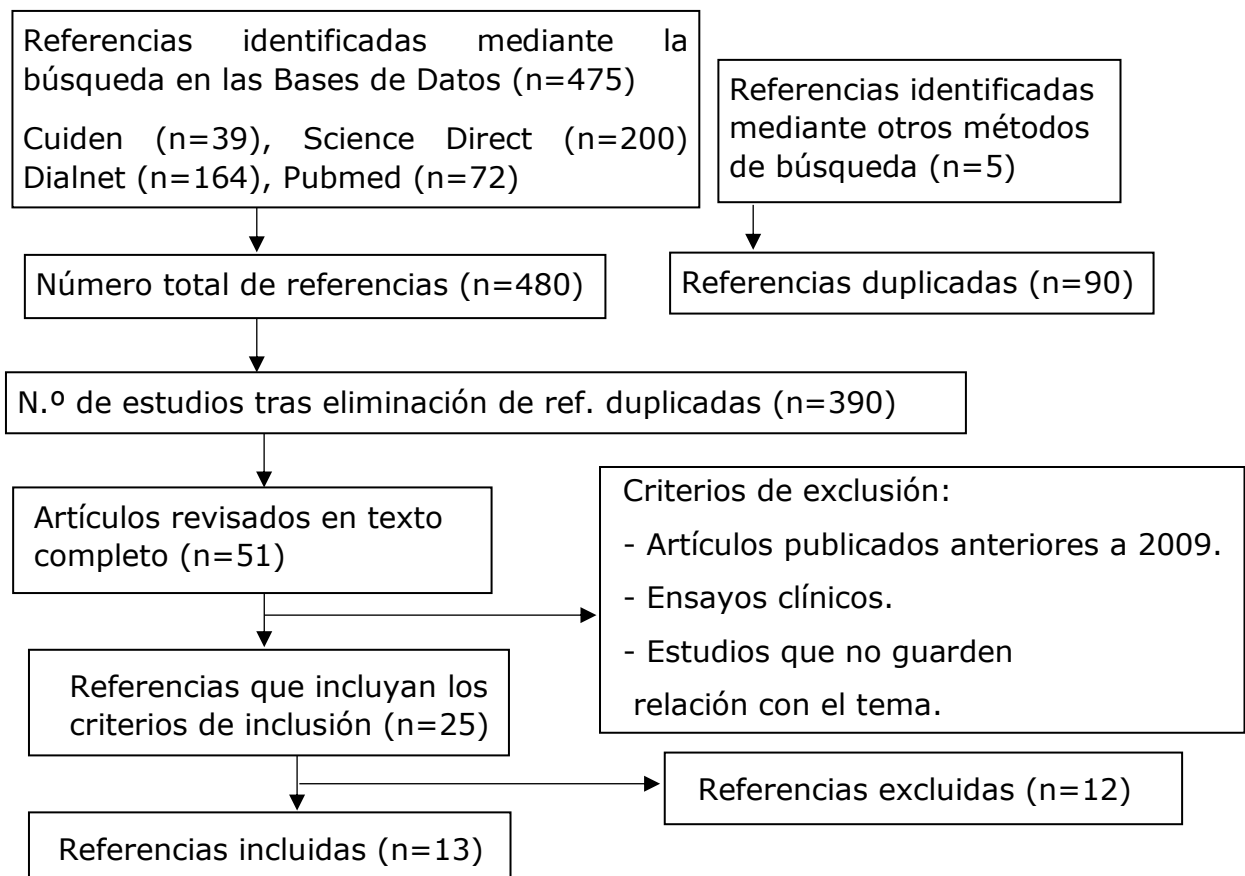 Referencias identificadas mediante la
búsqueda en las Bases de Datos (n=475)
Cuiden (n=39), Science Direct (n=200)
Dialnet (n=164), Pubmed (n=72)
Referencias identificadas
mediante otros métodos
de búsqueda (n=5)
Número total de referencias (n=480)
Referencias duplicadas (n=90)
N.º de estudios tras eliminación de ref. duplicadas (n=390)
Artículos revisados en texto
completo (n=51)
Criterios de exclusión:
- Artículos publicados anteriores a 2009.
- Ensayos clínicos.
- Estudios que no guarden
relación con el tema.
Referencias que incluyan los
criterios de inclusión (n=25)
Referencias excluidas (n=12)
Referencias incluidas (n=13)